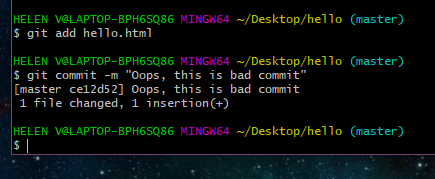 HELEN V@LAPTOP-BPH6SQ86 MINGW64 ~/Desktop/hello (master)
$ git add hello.html
HELEN V@LAPTOP-BPH6SQ86 MINGW64 ~/Desktop/hello (master)
$ git commit -m "Oops, this is bad commit"
[master ce12d52] Oops, this is bad commit
1 file changed, 1 insertion(+)
HELEN V@LAPTOP-BPH6SQ86 MINGW64 ~/Desktop/hello (master)
$